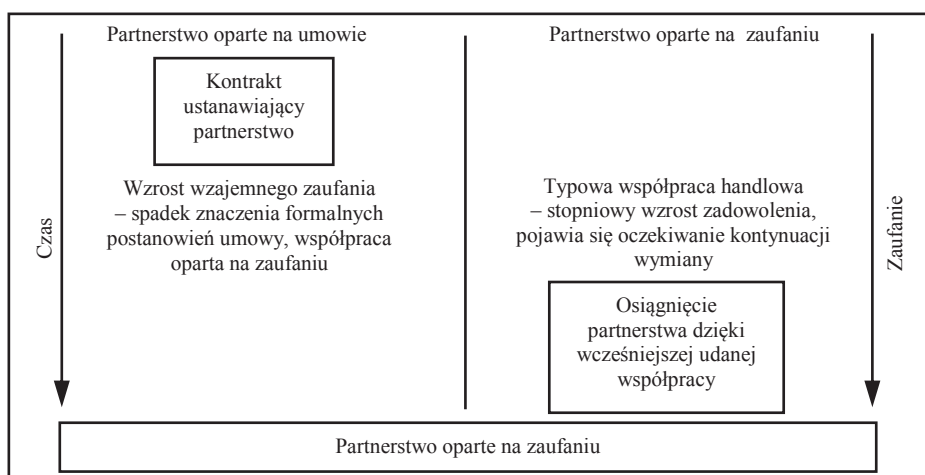 Partnerstwo oparte na umowie
Kontrakt
ustanawiający
partnerstwo
Wzrost wzajemnego zaufania
– spadek znaczenia formalnych
postanowień umowy, współpraca
oparta na zaufaniu
Czas
Partnerstwo oparte na zaufaniu
Typowa współpraca handlowa
– stopniowy wzrost zadowolenia,
pojawia się oczekiwanie kontynuacji
wymiany
Osiągnięcie
partnerstwa dzięki
wcześniejszej udanej
współpracy
Zaufanie
Partnerstwo oparte na zaufaniu